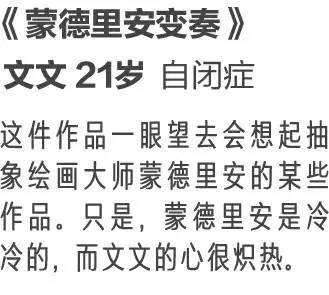 《蒙德里安变奏》
文文 21岁 自闭症
这件作品一眼望去会想起抽
象绘画大师蒙德里安的某些
作品。只是，蒙德里安是冷
冷的，而文文的心很炽热。